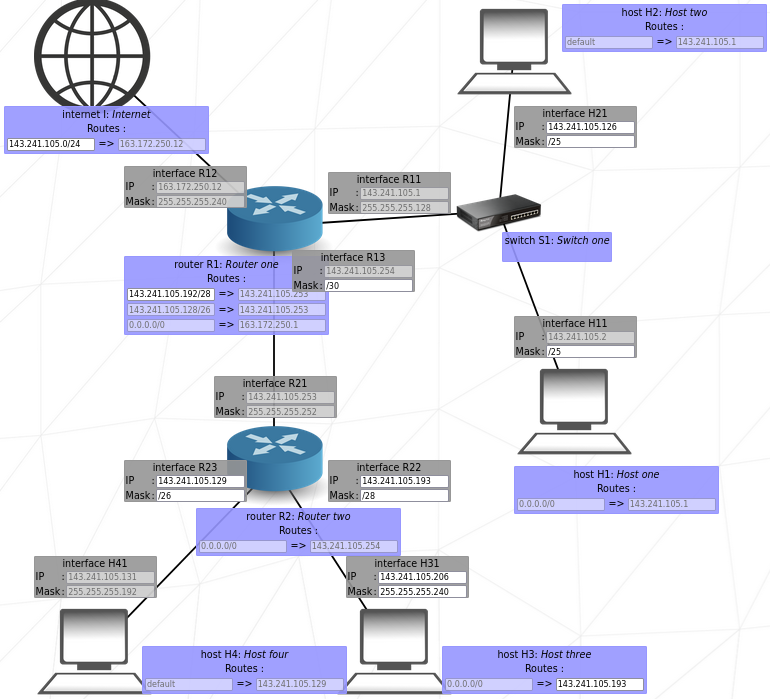 host H2: Host two
Routes :
default => 143.241.105.1
internet I: Internet
Routes :
143.241.105.0/24 => 163.172.250.12
interface H21
IP : 143.241.105.126
Mask: /25
interface R12
IP : 163.172.250.12
Mask: 255.255.255.240
interface R11
IP : 143.241.105.1
Mask: 255.255.255.128
switch S1: Switch one
interface R13
IP : 143.241.105.254
Mask: /30
router R1: Router one
Routes :
143.241.105.192/28 => 143.241.105.253
143.241.105.128/26 => 143.241.105.253
0.0.0.0/0 => 163.172.250.1
interface H11
IP : 143.241.105.2
Mask: /25
interface R21
IP : 143.241.105.253
Mask: 255.255.255.252
interface R23
IP : 143.241.105.129
Mask: /26
interface R22
IP : 143.241.105.193
Mask: /28
host H1: Host one
Routes :
0.0.0.0/0 => 143.241.105.1
router R2: Router two
Routes :
0.0.0.0/0 => 143.241.105.254
interface H41
IP : 143.241.105.131
Mask: 255.255.255.192
interface H31
IP : 143.241.105.206
Mask: 255.255.255.240
host H4: Host four
Routes :
default => 143.241.105.129
host H3: Host three
Routes :
0.0.0.0/0 => 143.241.105.193